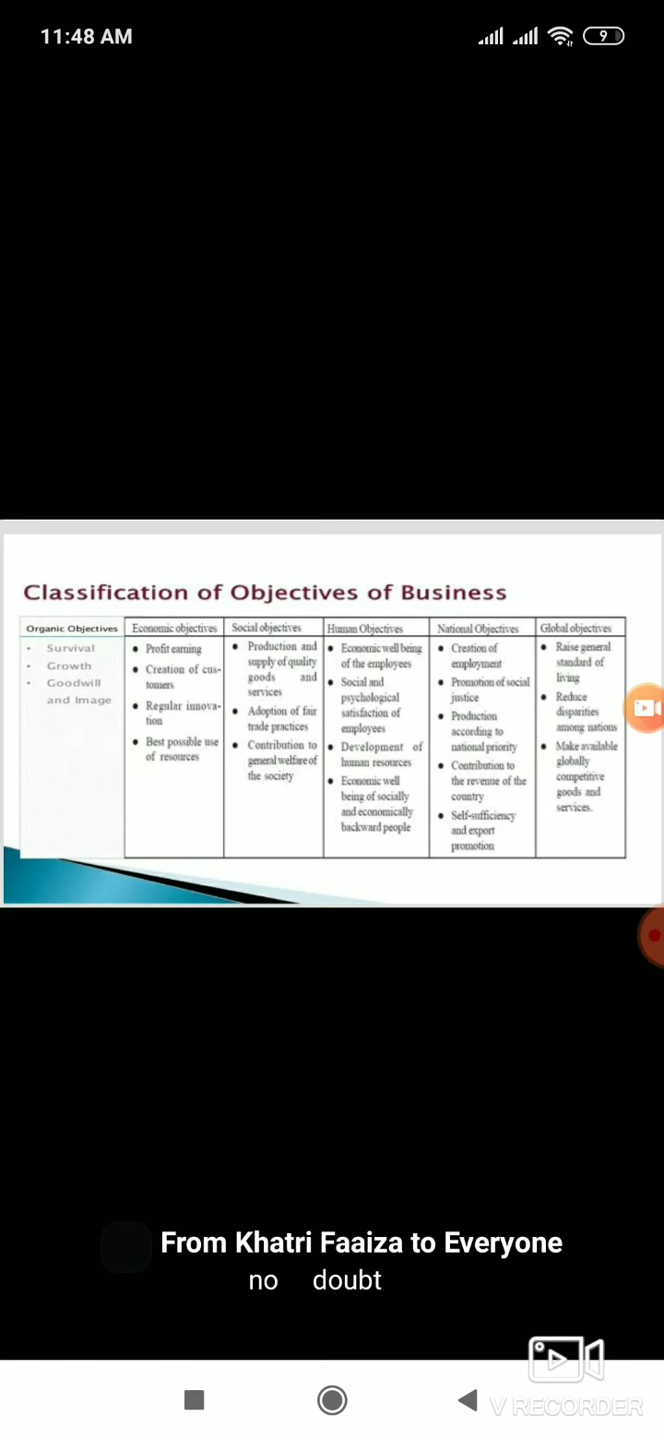 11:48 AM
9
Classification of Objectives of Business
Organic Objectives
• Survival
• Growth
• Goodwill
and Image
Economic objectives
• Profit earning
• Creation of cus-
tomers
• Regular innova-
tion
• Best possible use
of resources
Social objectives
• Production and
supply of quality
goods and
services
• Adoption of fair
trade practices
• Contribution to
general welfare of
the society
Human Objectives
• Economic well being
of the employees
• Social and
psychological
satisfaction of
employees
• Development of
human resources
• Economic well
being of socially
and economically
backward people
National Objectives
• Creation of
employment
• Promotion of social
justice
• Production
according to
national priority
• Contribution to
the revenue of the
country
• Self-sufficiency
and export
promotion
Global objectives
• Raise general
standard of
living
• Reduce
disparities
among nations
• Make available
globally
competitive
goods and
services.
From Khatri Faaiza to Everyone
no doubt
V RECORDER